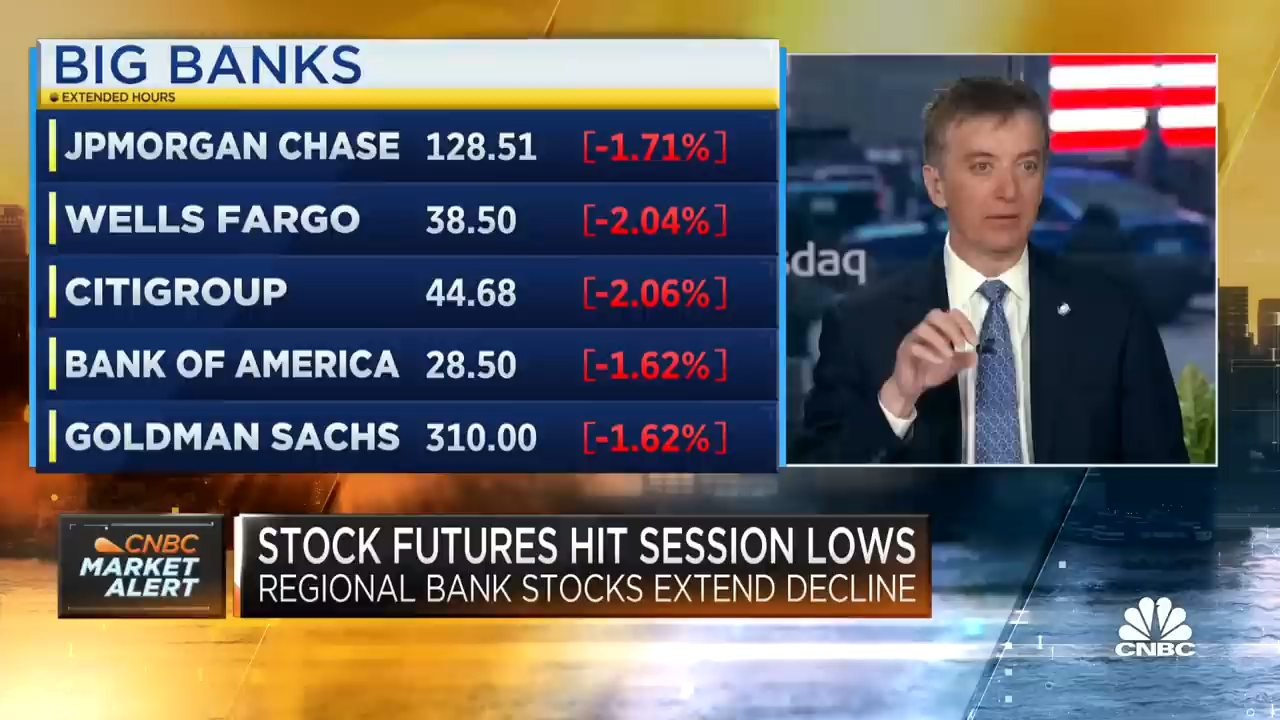 BIG BANKS
EXTENDED HOURS
JPMORGAN CHASE 128.51 [-1.71%]
WELLS FARGO 38.50 [-2.04%]
CITIGROUP 44.68 [-2.06%]
BANK OF AMERICA 28.50 [-1.62%]
GOLDMAN SACHS 310.00 [-1.62%]
sdaq
CNBC
MARKET
ALERT
STOCK FUTURES HIT SESSION LOWS
REGIONAL BANK STOCKS EXTEND DECLINE
CNBC